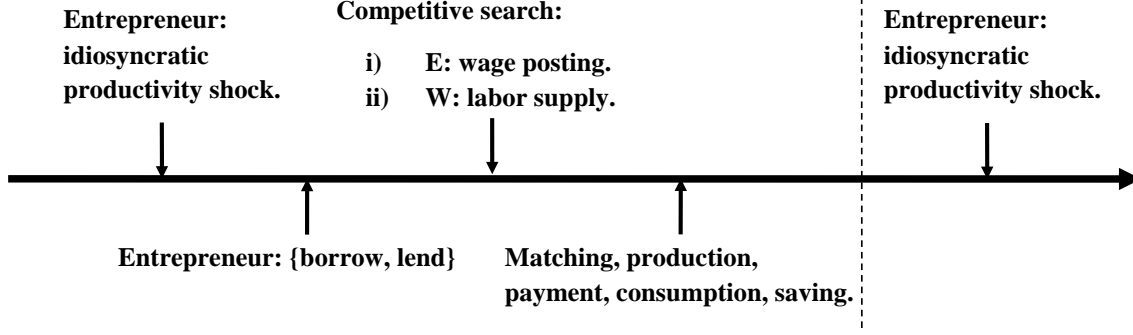 Entrepreneur:
idiosyncratic
productivity shock.
Competitive search:
i) E: wage posting.
ii) W: labor supply.
Entrepreneur:
idiosyncratic
productivity shock.
Entrepreneur: {borrow, lend}
Matching, production,
payment, consumption, saving.